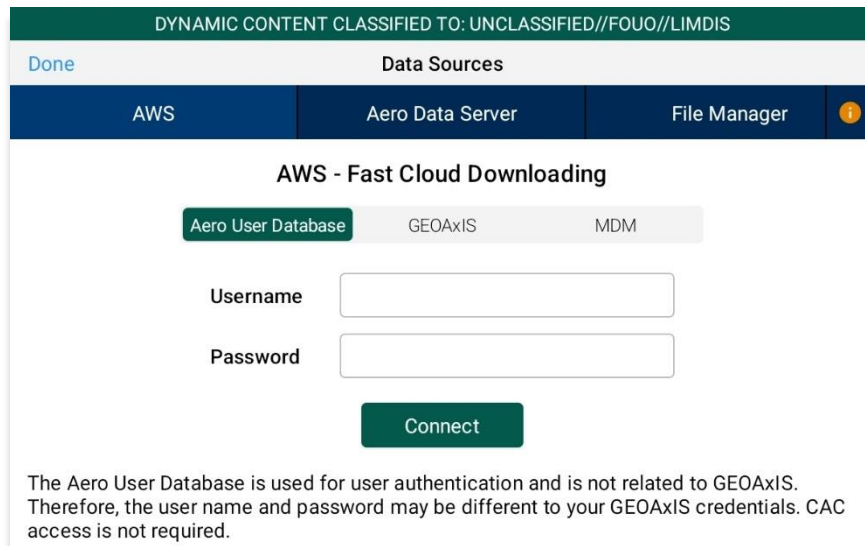 DYNAMIC CONTENT CLASSIFIED TO: UNCLASSIFIED//FOUO//LIMDIS
Done Data Sources
AWS Aero Data Server File Manager i
AWS - Fast Cloud Downloading
Aero User Database GEOAxIS MDM
Username
Password
Connect
The Aero User Database is used for user authentication and is not related to GEOAxIS.
Therefore, the user name and password may be different to your GEOAxIS credentials. CAC
access is not required.